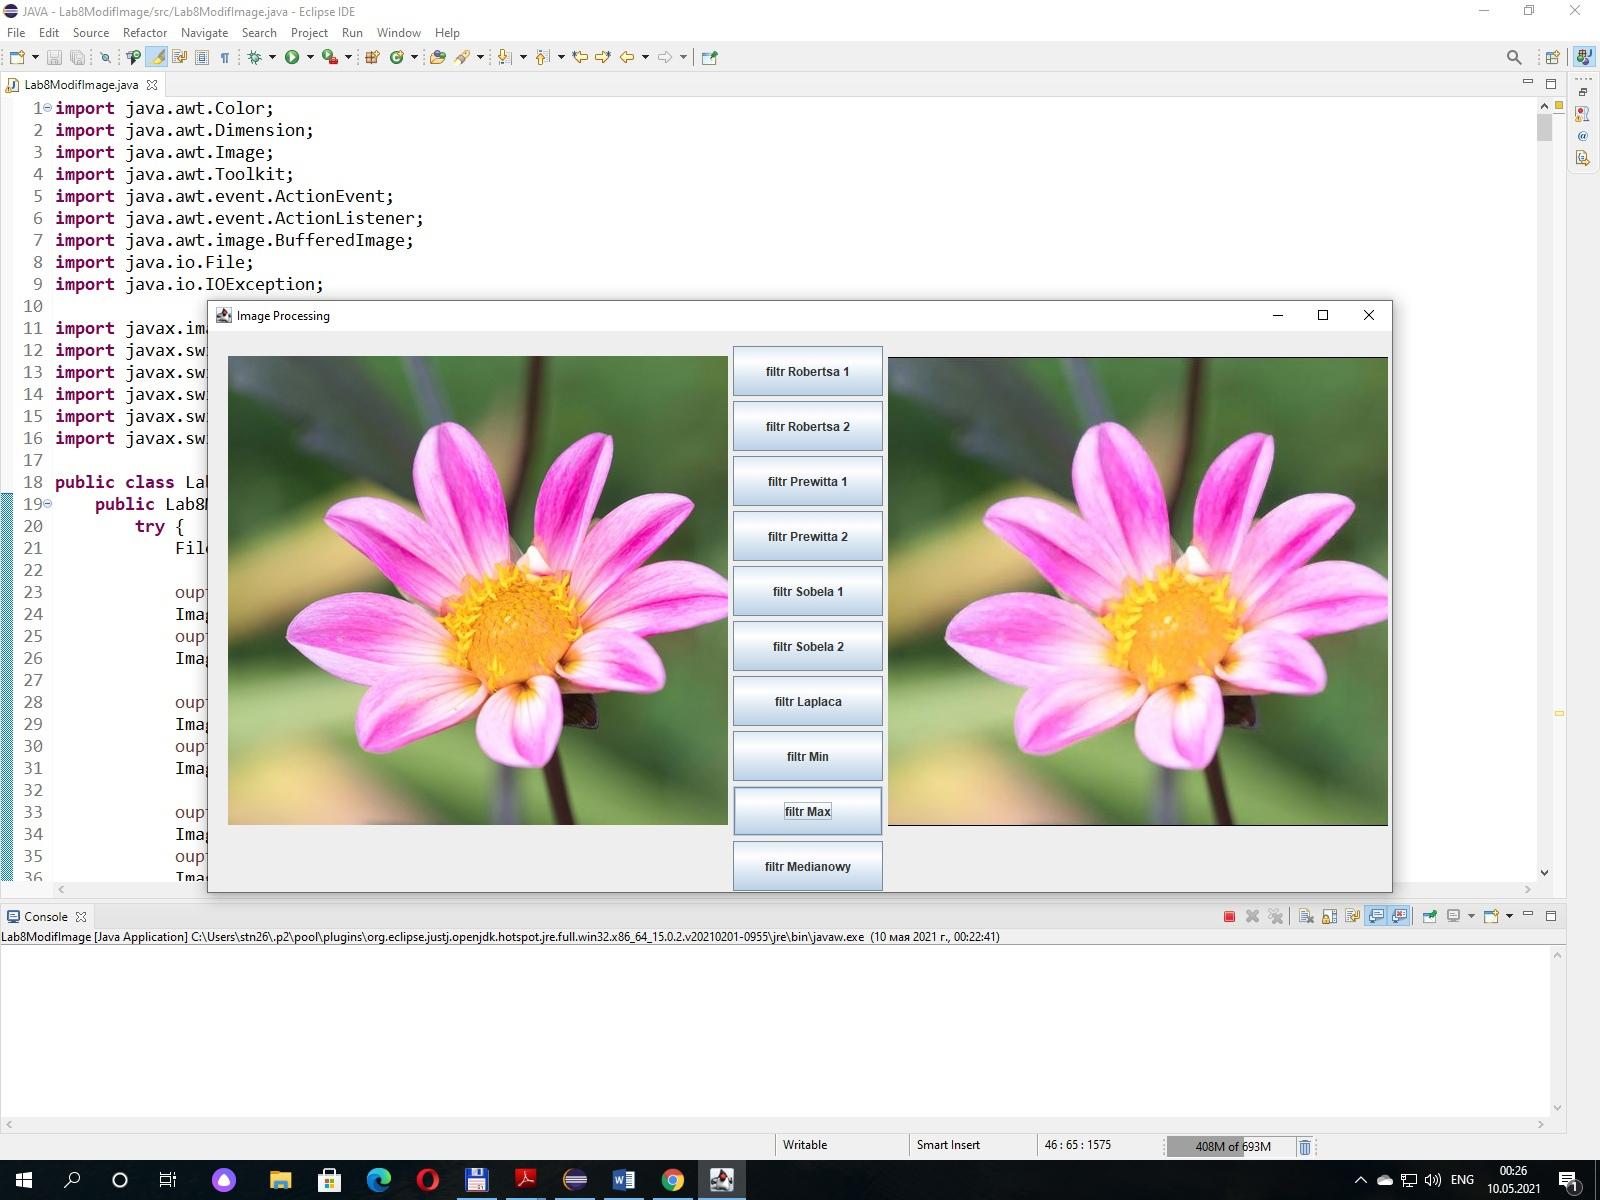 JAVA - Lab8ModifImage/src/Lab8ModifImage.java - Eclipse IDE
File Edit Source Refactor Navigate Search Project Run Window Help
Lab8ModifImage.java
1 import java.awt.Color;
2 import java.awt.Dimension;
3 import java.awt.Image;
4 import java.awt.Toolkit;
5 import java.awt.event.ActionEvent;
6 import java.awt.event.ActionListener;
7 import java.awt.image.BufferedImage;
8 import java.io.File;
9 import java.io.IOException;
10
11 import javax.ima
12 import javax.sw
13 import javax.sw
14 import javax.sw
15 import javax.sw
16 import javax.sw
17
18 public class La
19 public Lab8M
20 try {
21 File
22
23 oup
24 Ima
25 oup
26 Ima
27
28 oup
29 Ima
30 oup
31 Ima
32
33 oup
34 Ima
35 oup
36 Ima
Image Processing
filtr Robertsa 1
filtr Robertsa 2
filtr Prewitta 1
filtr Prewitta 2
filtr Sobela 1
filtr Sobela 2
filtr Laplaca
filtr Min
filtr Max
filtr Medianowy
Console
Lab8ModifImage [Java Application] C:\Users\stn26\.p2\pool\plugins\org.eclipse.justj.openjdk.hotspot.jre.full.win32.x86_64_15.0.2.v20210201-0955\jre\bin\javaw.exe (10 мая 2021 г., 00:22:41)
Writable Smart Insert 46 : 65 : 1575 408M of 693M
ENG
00:26
10.05.2021
1